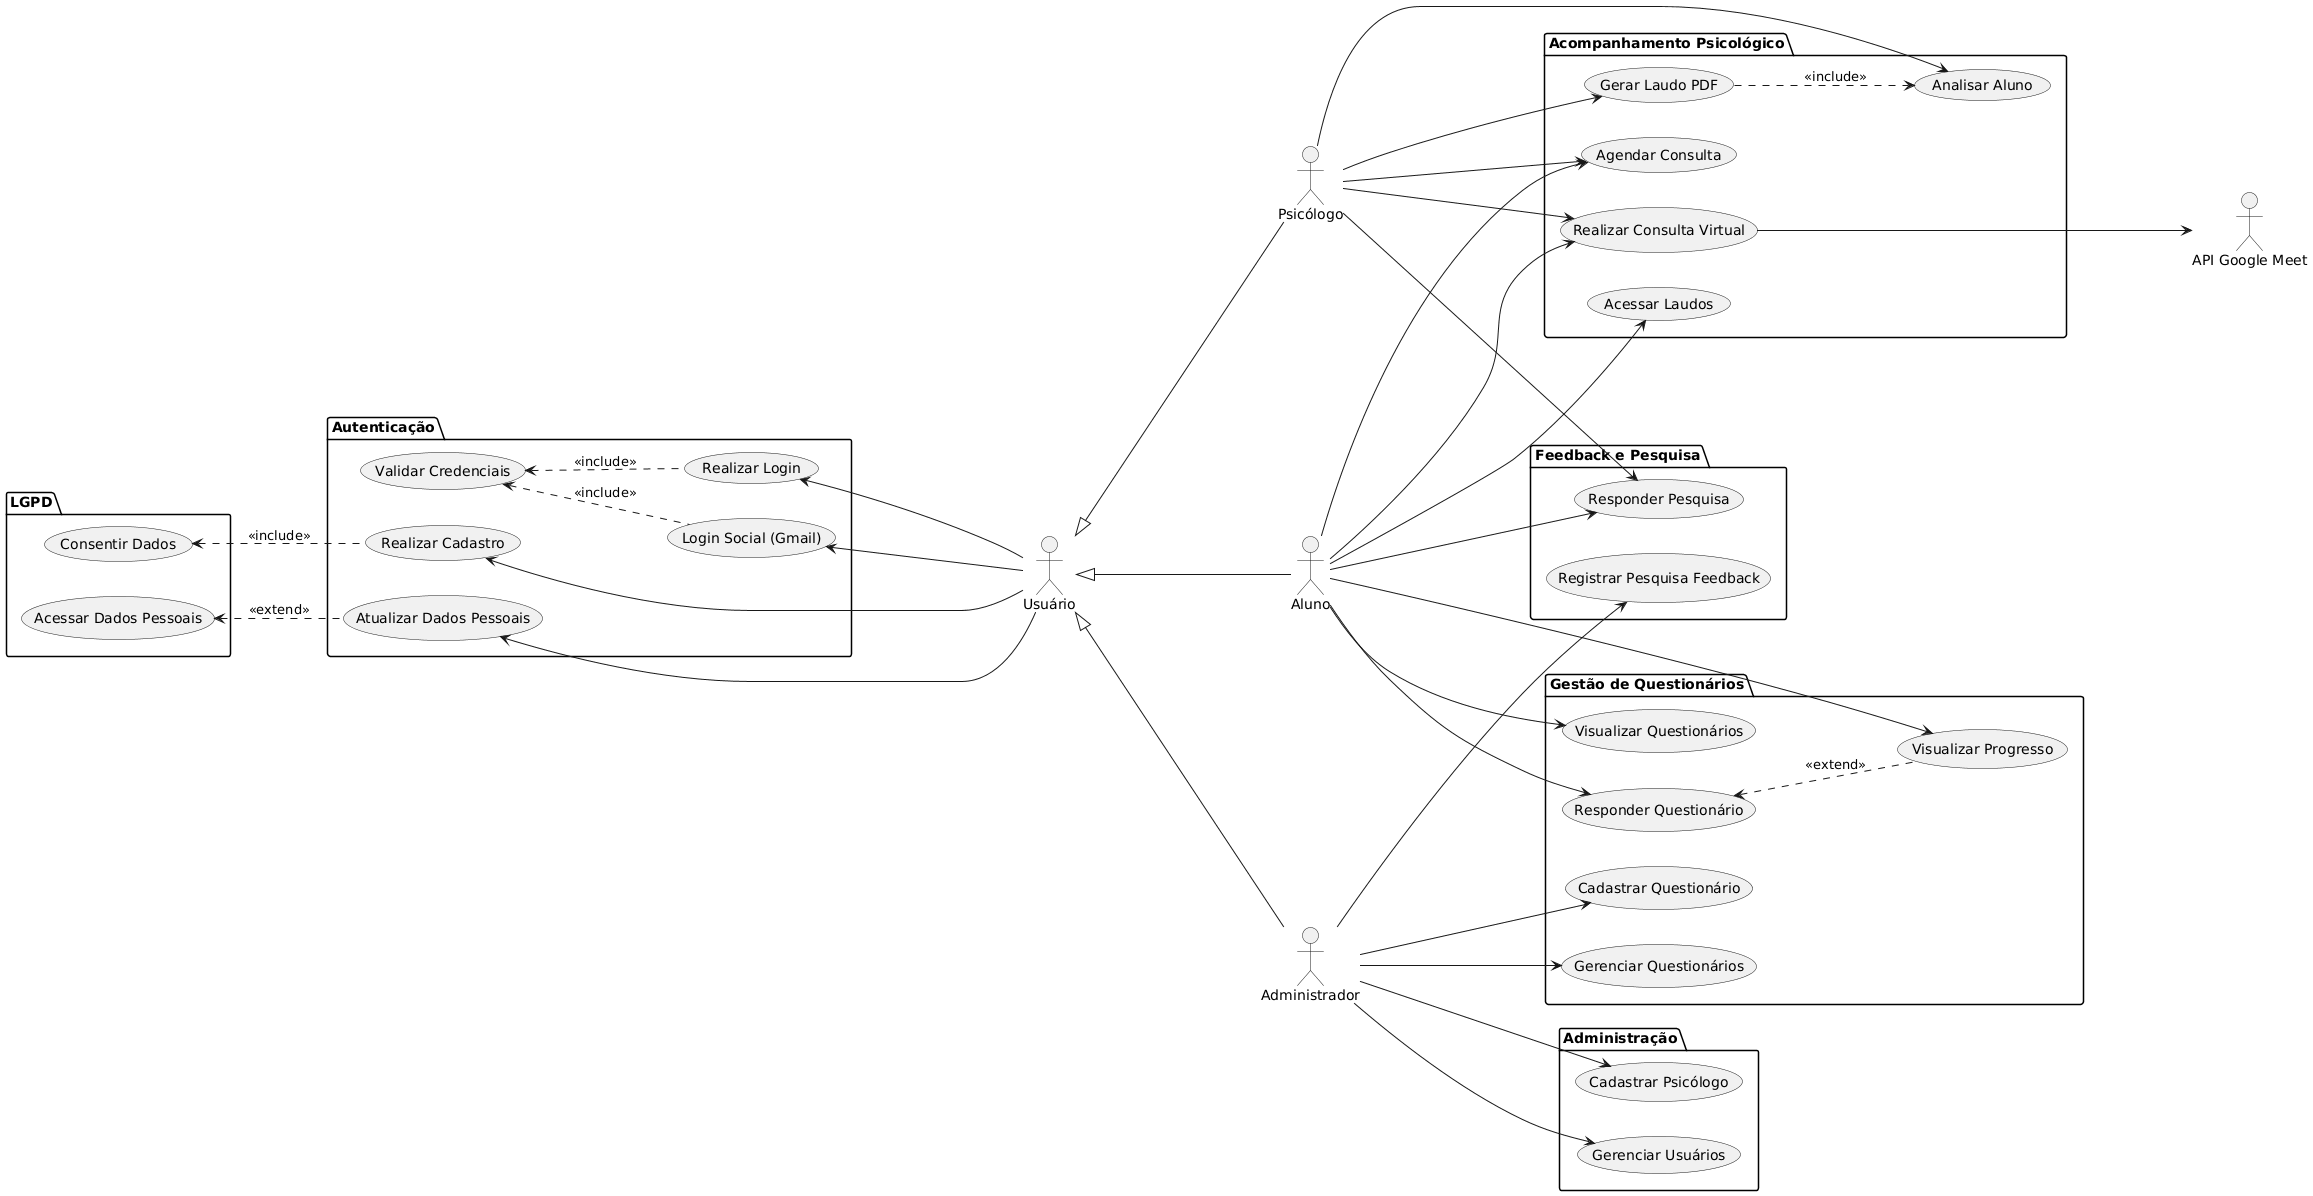 Acompanhamento Psicológico
Gerar Laudo PDF
«include»
Analisar Aluno
Agendar Consulta
Realizar Consulta Virtual
Acessar Laudos
Psicólogo
API Google Meet
Autenticação
Validar Credenciais
«include»
Realizar Login
«include»
Login Social (Gmail)
Realizar Cadastro
Atualizar Dados Pessoais
LGPD
Consentir Dados
«include»
Acessar Dados Pessoais
«extend»
Usuário
Aluno
Feedback e Pesquisa
Responder Pesquisa
Registrar Pesquisa Feedback
Gestão de Questionários
Visualizar Questionários
Visualizar Progresso
«extend»
Responder Questionário
Cadastrar Questionário
Gerenciar Questionários
Administrador
Administração
Cadastrar Psicólogo
Gerenciar Usuários